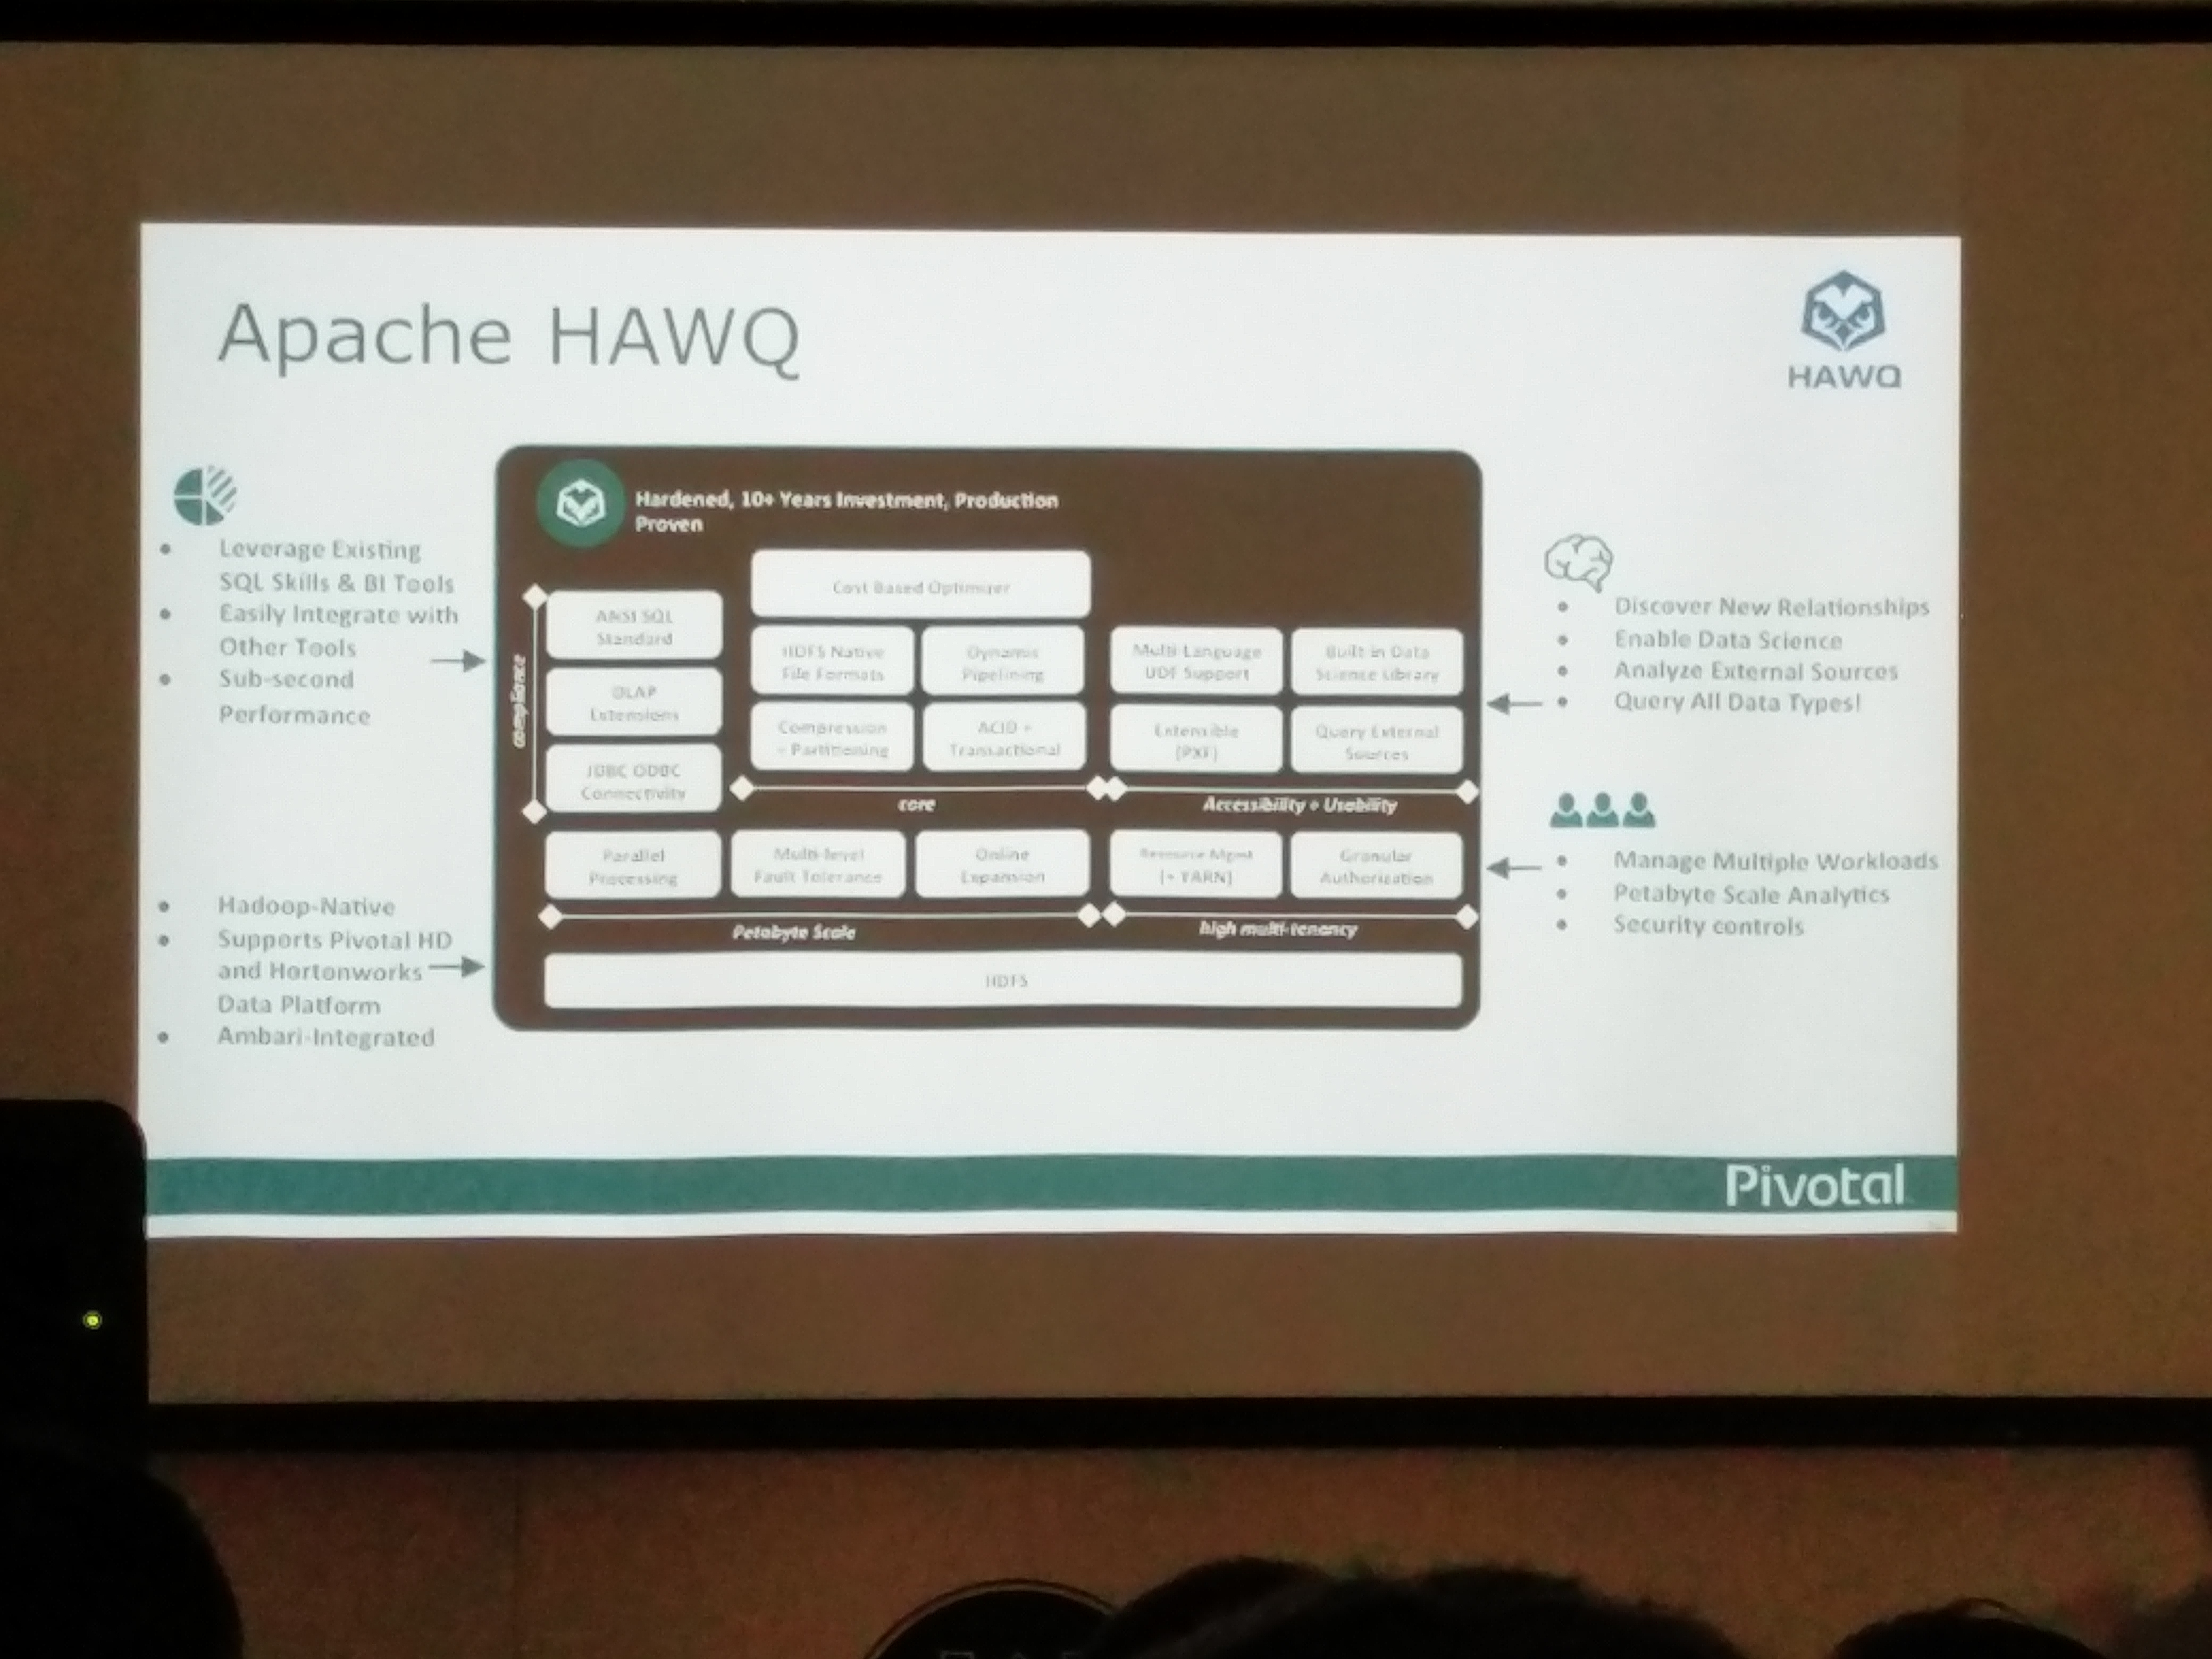 Apache HAWQ
HAWQ
Leverage Existing
SQL Skills & BI Tools
Easily Integrate with
Other Tools
Sub-second
Performance
Hadoop-Native
Supports Pivotal HD
and Hortonworks
Data Platform
Ambari-Integrated
Hardened, 10+ Years Investment, Production
Proven
compliance
ANSI SQL
Standard
OLAP
Extensions
JDBC ODBC
Connectivity
Cost Based Optimizer
HDFS Native
File Formats
Dynamic
Pipelining
Compression
+ Partitioning
ACID +
Transactional
core
Multi-Language
UDF Support
Built-in Data
Science Library
Extensible
(PXF)
Query External
Sources
Accessibility + Usability
Parallel
Processing
Multi-level
Fault Tolerance
Online
Expansion
Petabyte Scale
Resource Mgmt
(+ YARN)
Granular
Authorization
high multi-tenancy
HDFS
Discover New Relationships
Enable Data Science
Analyze External Sources
Query All Data Types!
Manage Multiple Workloads
Petabyte Scale Analytics
Security controls
Pivotal